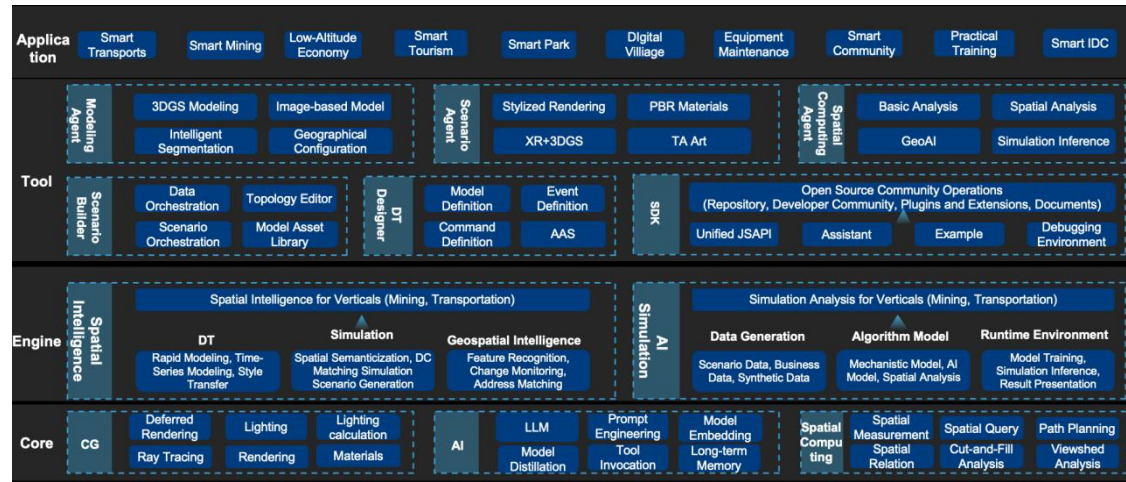 Applica
tion
Smart
Transports
Smart Mining
Low-Altitude
Economy
Smart
Tourism
Smart Park
DIgital
Villiage
Equipment
Maintenance
Smart
Community
Practical
Training
Smart IDC
Tool
Modeling
Agent
3DGS Modeling
Image-based Model
Intelligent
Segmentation
Geographical
Configuration
Scenario
Agent
Stylized Rendering
PBR Materials
XR+3DGS
TA Art
Spatial
Computing
Agent
Basic Analysis
Spatial Analysis
GeoAI
Simulation Inference
Scenario
Builder
Data
Orchestration
Topology Editor
Scenario
Orchestration
Model Asset
Library
DT
Designer
Model
Definition
Event
Definition
Command
Definition
AAS
SDK
Open Source Community Operations
(Repository, Developer Community, Plugins and Extensions, Documents)
Unified JSAPI
Assistant
Example
Debugging
Environment
Engine
Spatial
Intelligence
Spatial Intelligence for Verticals (Mining, Transportation)
DT
Rapid Modeling, Time-
Series Modeling, Style
Transfer
Simulation
Spatial Semanticization, DC
Matching Simulation
Scenario Generation
Geospatial Intelligence
Feature Recognition,
Change Monitoring,
Address Matching
AI
Simulation
Simulation Analysis for Verticals (Mining, Transportation)
Data Generation
Scenario Data, Business
Data, Synthetic Data
Algorithm Model
Mechanistic Model, AI
Model, Spatial Analysis
Runtime Environment
Model Training,
Simulation Inference,
Result Presentation
Core
CG
Deferred
Rendering
Lighting
Lighting
calculation
Ray Tracing
Rendering
Materials
AI
LLM
Prompt
Engineering
Model
Embedding
Model
Distillation
Tool
Invocation
Long-term
Memory
Spatial
Compu
ting
Spatial
Measurement
Spatial Query
Path Planning
Spatial
Relation
Cut-and-Fill
Analysis
Viewshed
Analysis